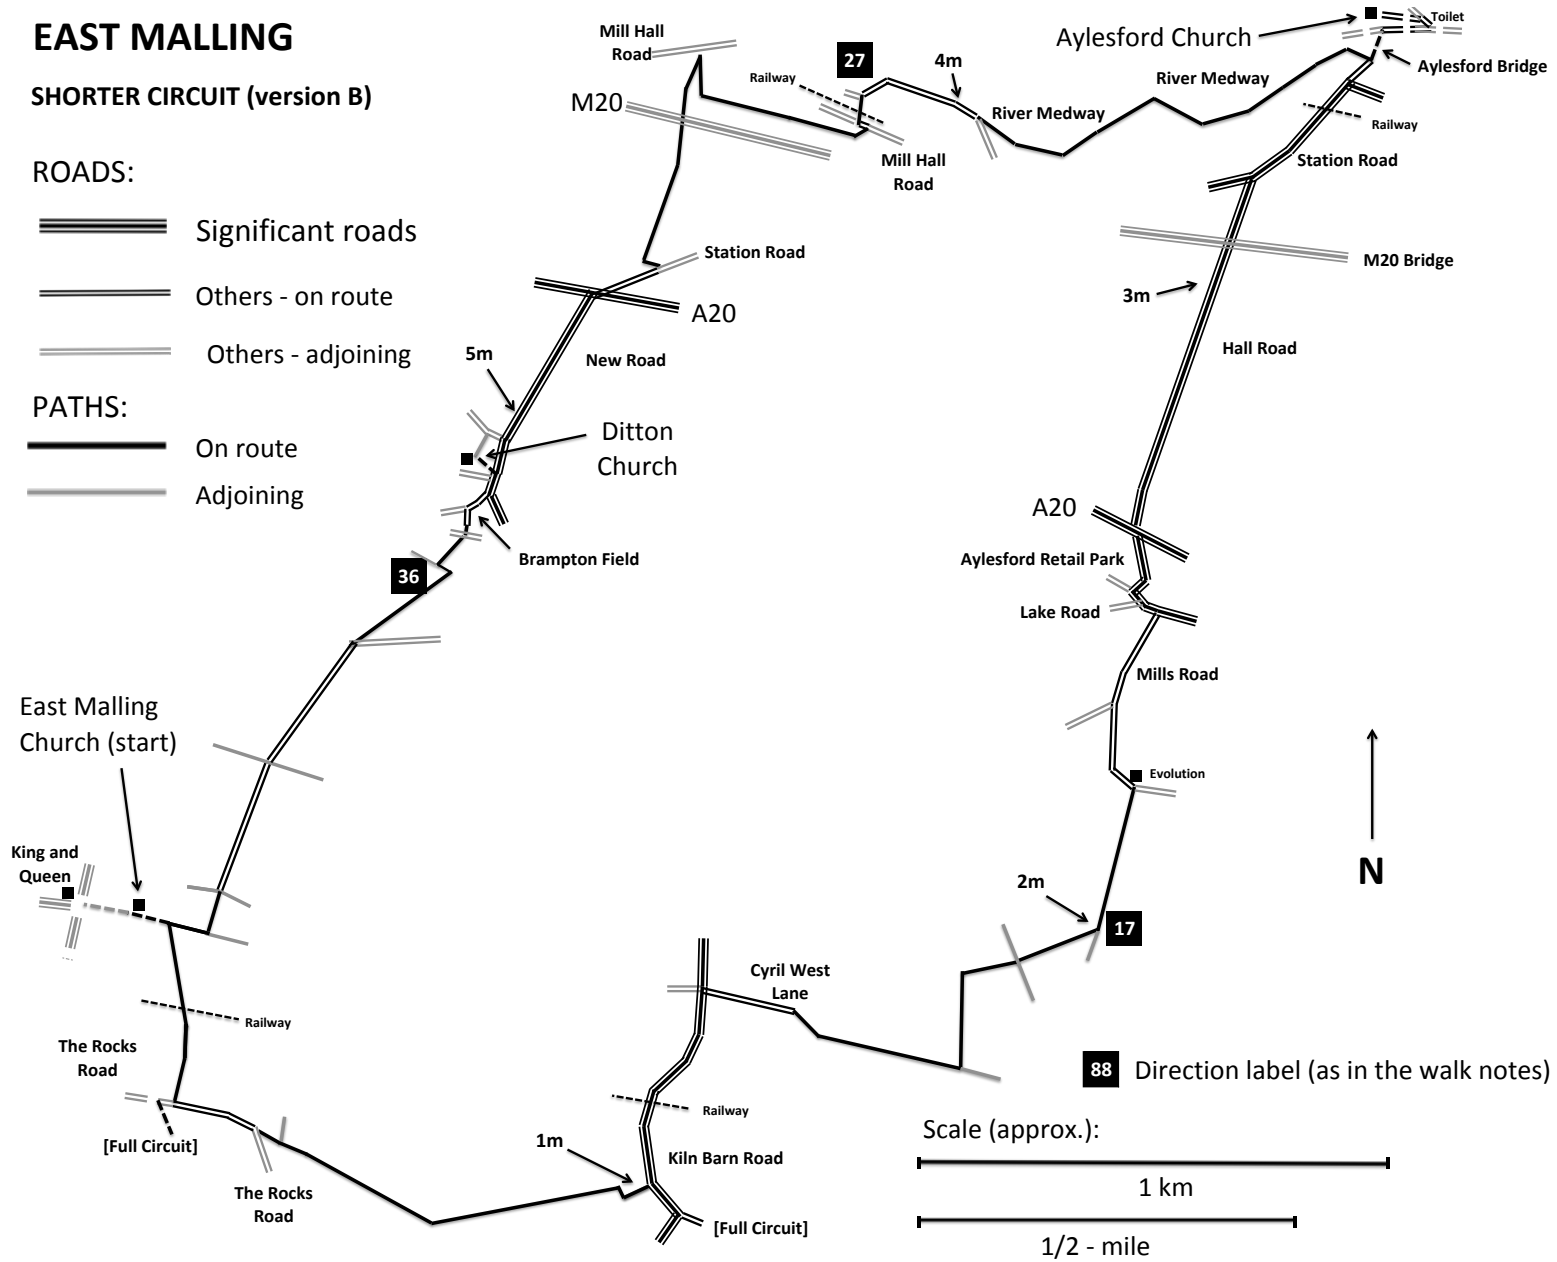 EAST MALLING
SHORTER CIRCUIT (version B)
ROADS:
Significant roads
Others - on route
Others - adjoining
PATHS:
On route
Adjoining
Mill Hall
Road
M20
Railway
27
4m
River Medway
Mill Hall
Road
River Medway
Aylesford Church
Toilet
Aylesford Bridge
Railway
Station Road
M20 Bridge
3m
Hall Road
Station Road
A20
New Road
5m
Ditton
Church
Brampton Field
36
A20
Aylesford Retail Park
Lake Road
Mills Road
Evolution
N
2m
17
East Malling
Church (start)
King and
Queen
Railway
The Rocks
Road
[Full Circuit]
The Rocks
Road
1m
Cyril West
Lane
Railway
Kiln Barn Road
[Full Circuit]
88 Direction label (as in the walk notes)
Scale (approx.):
1 km
1/2 - mile